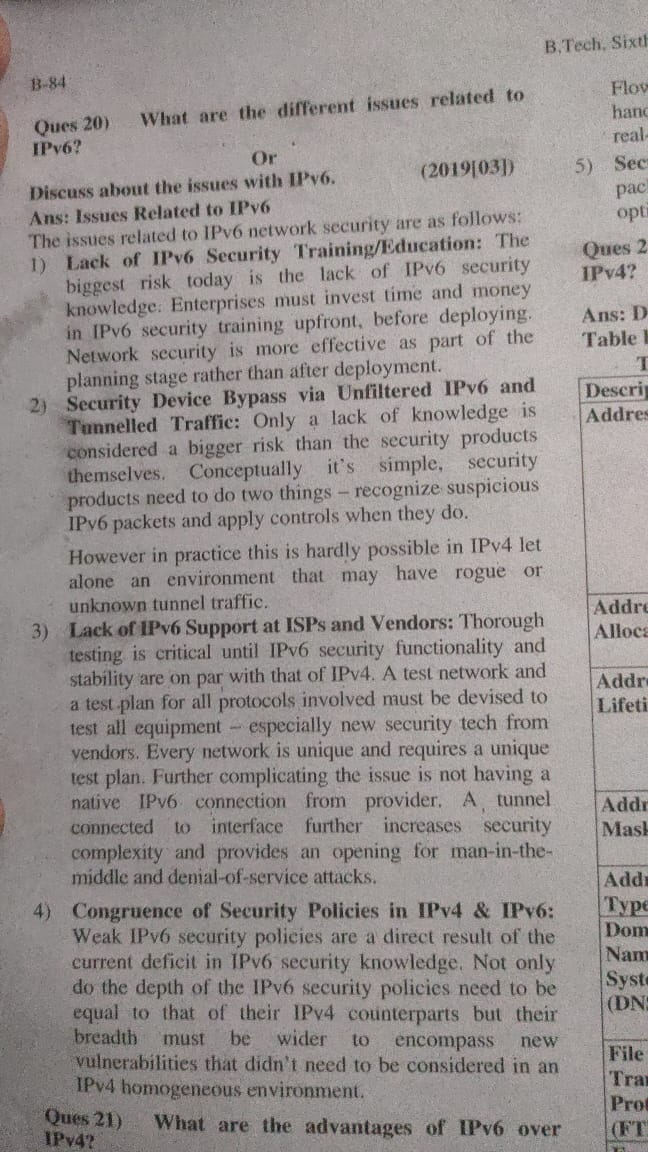 B.Tech, Sixth
B-84
Ques 20) What are the different issues related to
IPv6?
Or
Discuss about the issues with IPv6. (2019[03])
Ans: Issues Related to IPv6
The issues related to IPv6 network security are as follows:
1) Lack of IPv6 Security Training/Education: The
biggest risk today is the lack of IPv6 security
knowledge. Enterprises must invest time and money
in IPv6 security training upfront, before deploying.
Network security is more effective as part of the
planning stage rather than after deployment.
2) Security Device Bypass via Unfiltered IPv6 and
Tunnelled Traffic: Only a lack of knowledge is
considered a bigger risk than the security products
themselves. Conceptually it's simple, security
products need to do two things – recognize suspicious
IPv6 packets and apply controls when they do.
However in practice this is hardly possible in IPv4 let
alone an environment that may have rogue or
unknown tunnel traffic.
3) Lack of IPv6 Support at ISPs and Vendors: Thorough
testing is critical until IPv6 security functionality and
stability are on par with that of IPv4. A test network and
a test plan for all protocols involved must be devised to
test all equipment – especially new security tech from
vendors. Every network is unique and requires a unique
test plan. Further complicating the issue is not having a
native IPv6 connection from provider. A tunnel
connected to interface further increases security
complexity and provides an opening for man-in-the-
middle and denial-of-service attacks.
4) Congruence of Security Policies in IPv4 & IPv6:
Weak IPv6 security policies are a direct result of the
current deficit in IPv6 security knowledge. Not only
do the depth of the IPv6 security policies need to be
equal to that of their IPv4 counterparts but their
breadth must be wider to encompass new
vulnerabilities that didn't need to be considered in an
IPv4 homogeneous environment.
Ques 21) What are the advantages of IPv6 over
IPv4?
Flow
hand
real-
5) Sec
pac
opti
Ques 2
IPv4?
Ans: D
Table
T
Descrip
Addres
Addre
Alloca
Addre
Lifeti
Addr
Mask
Addr
Type
Dom
Nam
Syste
(DNS
File
Tran
Prot
(FT